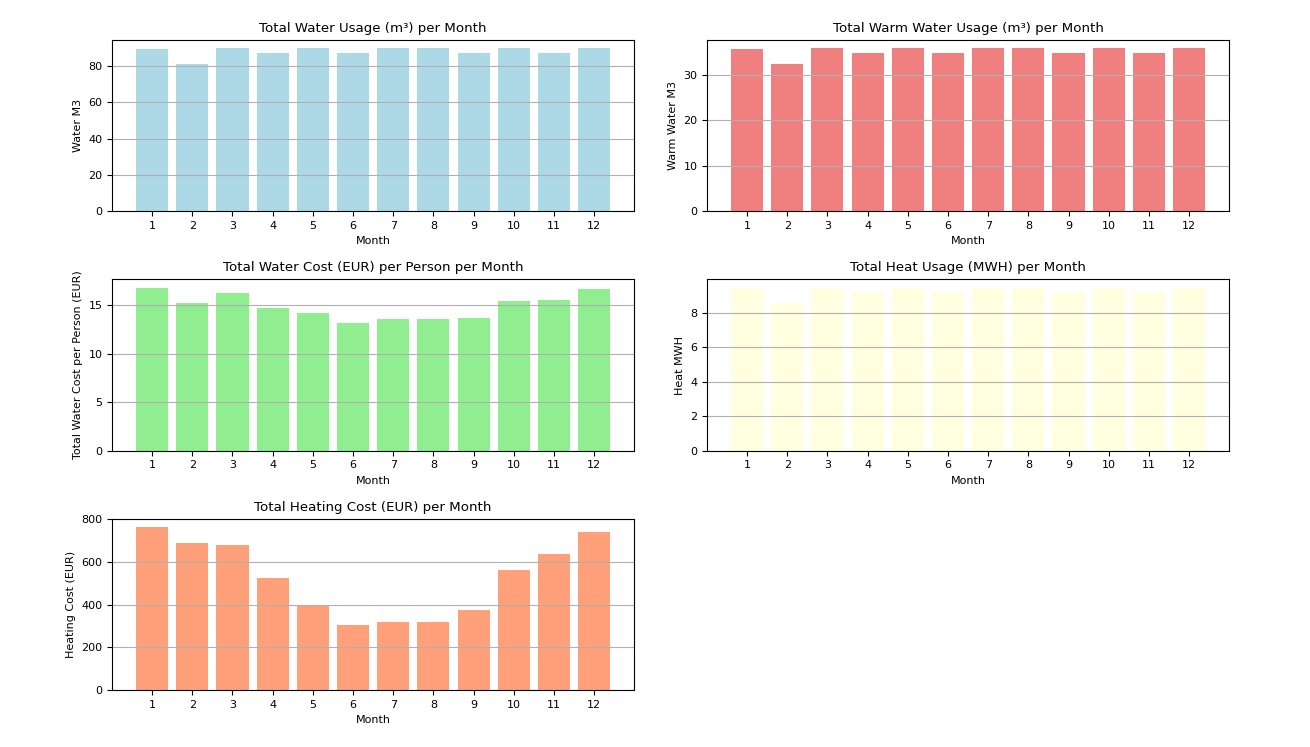 Total Water Usage (m³) per Month
Water M3
80
60
40
20
0
1 2 3 4 5 6 7 8 9 10 11 12
Month
Total Warm Water Usage (m³) per Month
Warm Water M3
30
20
10
0
1 2 3 4 5 6 7 8 9 10 11 12
Month
Total Water Cost (EUR) per Person per Month
Total Water Cost per Person (EUR)
15
10
5
0
1 2 3 4 5 6 7 8 9 10 11 12
Month
Total Heat Usage (MWH) per Month
Heat MWH
8
6
4
2
0
1 2 3 4 5 6 7 8 9 10 11 12
Month
Total Heating Cost (EUR) per Month
Heating Cost (EUR)
800
600
400
200
0
1 2 3 4 5 6 7 8 9 10 11 12
Month